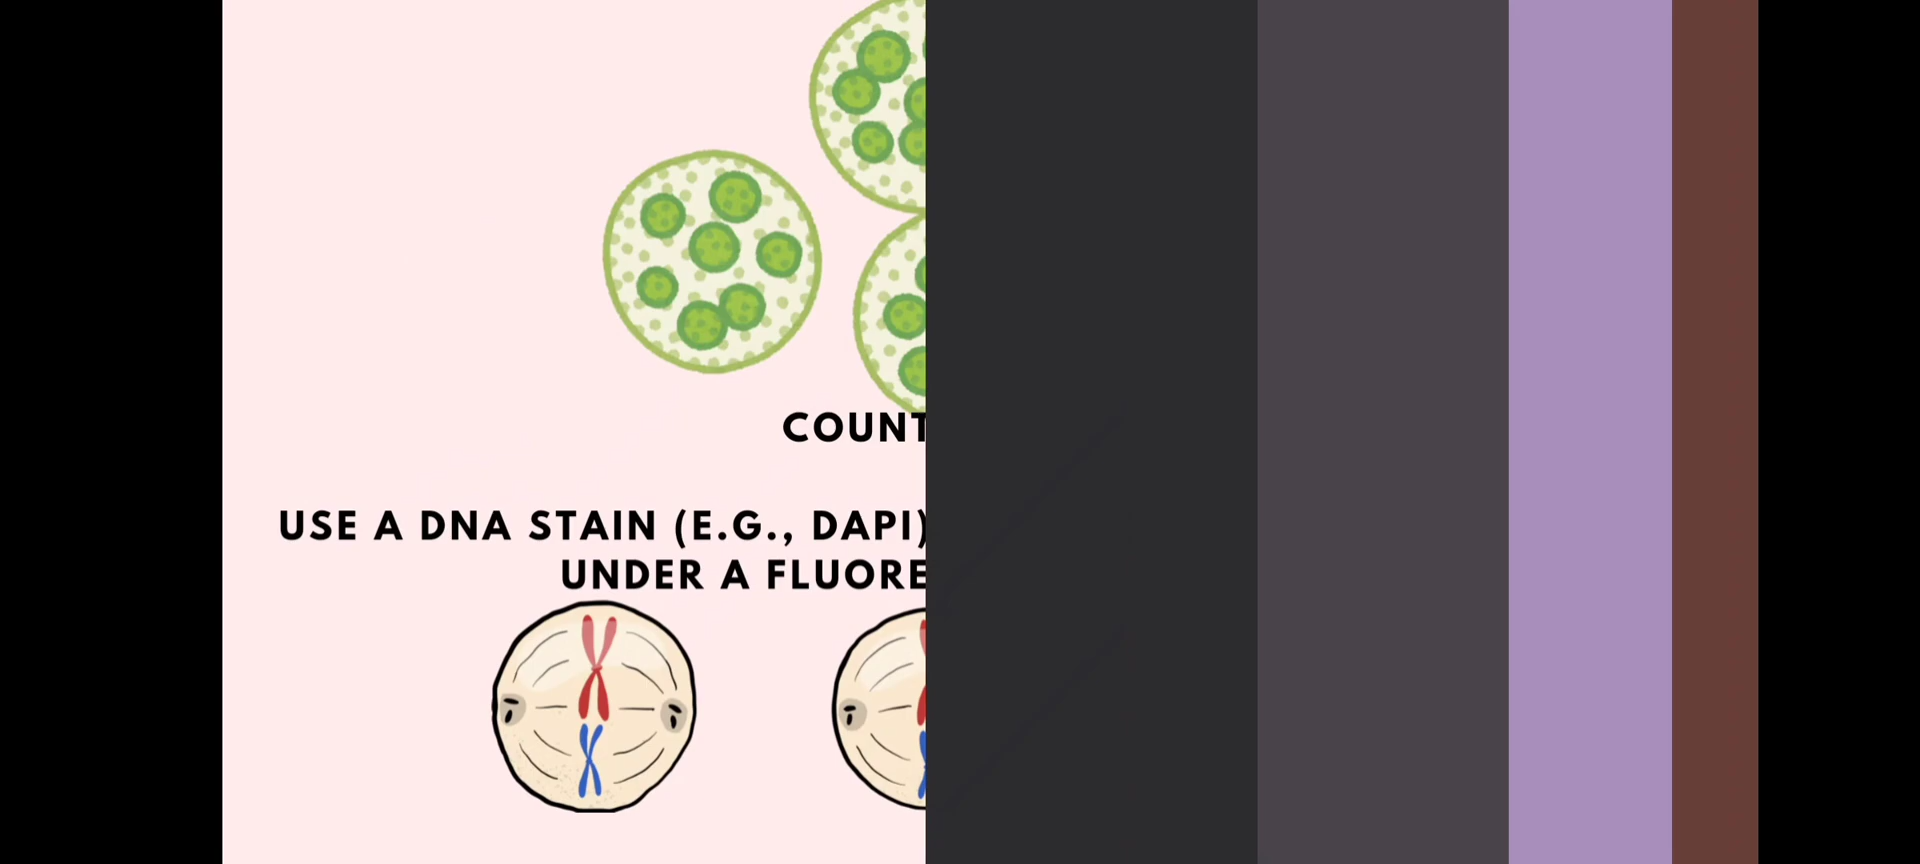 COUNT
USE A DNA STAIN (E.G., DAPI)
UNDER A FLUORE